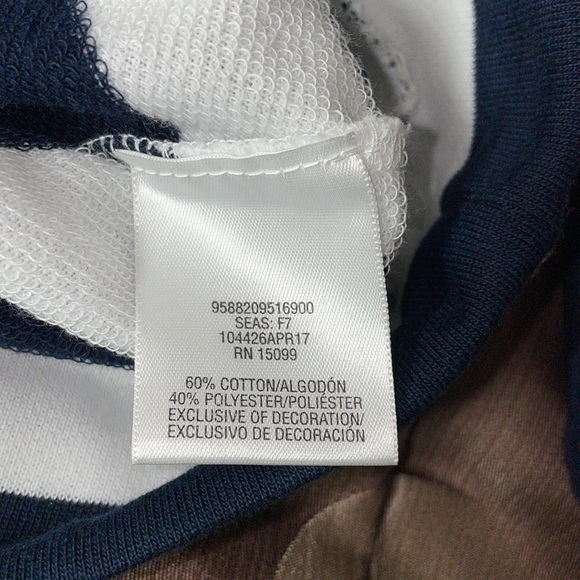 9588209516900
SEAS: F7
104426APR17
RN 15099
60% COTTON/ALGODÓN
40% POLYESTER/POLIÉSTER
EXCLUSIVE OF DECORATION/
EXCLUSIVO DE DECORACIÓN